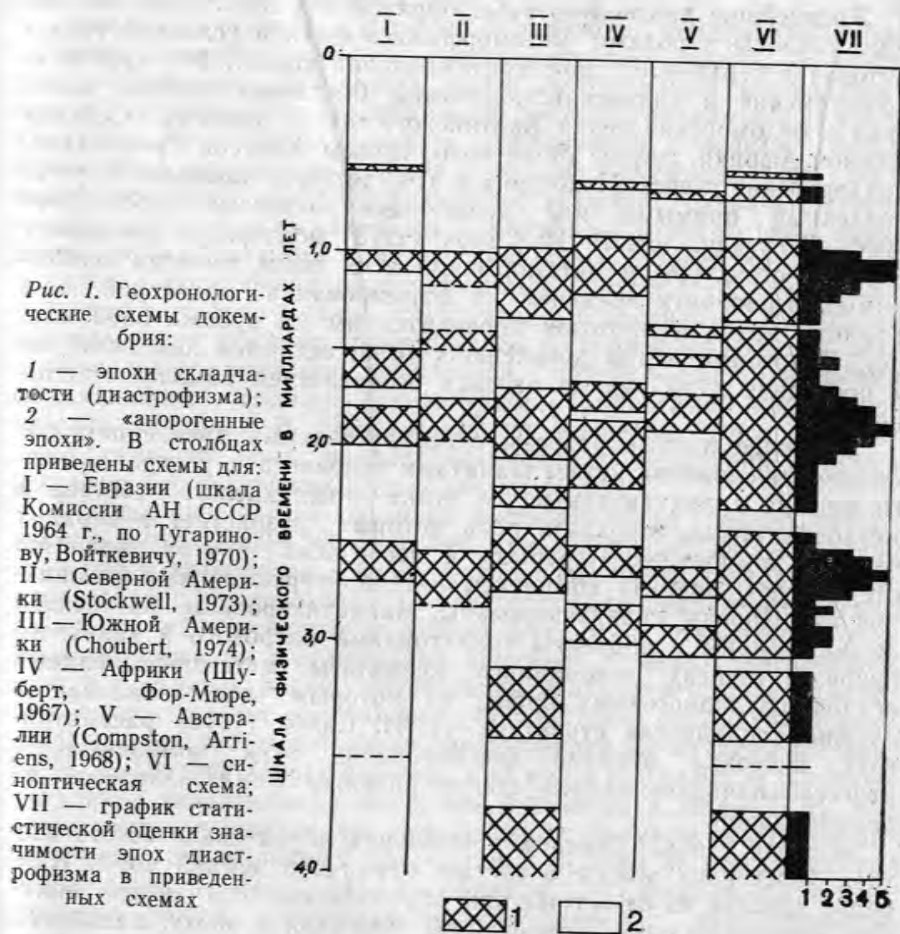 I II III IV V VI VII
0
1,0
2,0
3,0
4,0
ШКАЛА ФИЗИЧЕСКОГО ВРЕМЕНИ В МИЛЛИАРДАХ ЛЕТ
Рис. 1. Геохронологи-
ческие схемы докем-
брия:
1 — эпохи складча-
тости (диастрофизма);
2 — «анорогенные
эпохи». В столбцах
приведены схемы для:
I — Евразии (шкала
Комиссии АН СССР
1964 г., по Тугарино-
ву, Войткевичу, 1970);
II — Северной Амери-
ки (Stockwell, 1973);
III — Южной Амери-
ки (Choubert, 1974);
IV — Африки (Шу-
берт, Фор-Мюре,
1967); V — Австра-
лии (Compston, Arri-
ens, 1968); VI — си-
ноптическая схема;
VII — график стати-
стической оценки зна-
чимости эпох диаст-
рофизма в приведен-
ных схемах
1 2 3 4 5
1 2